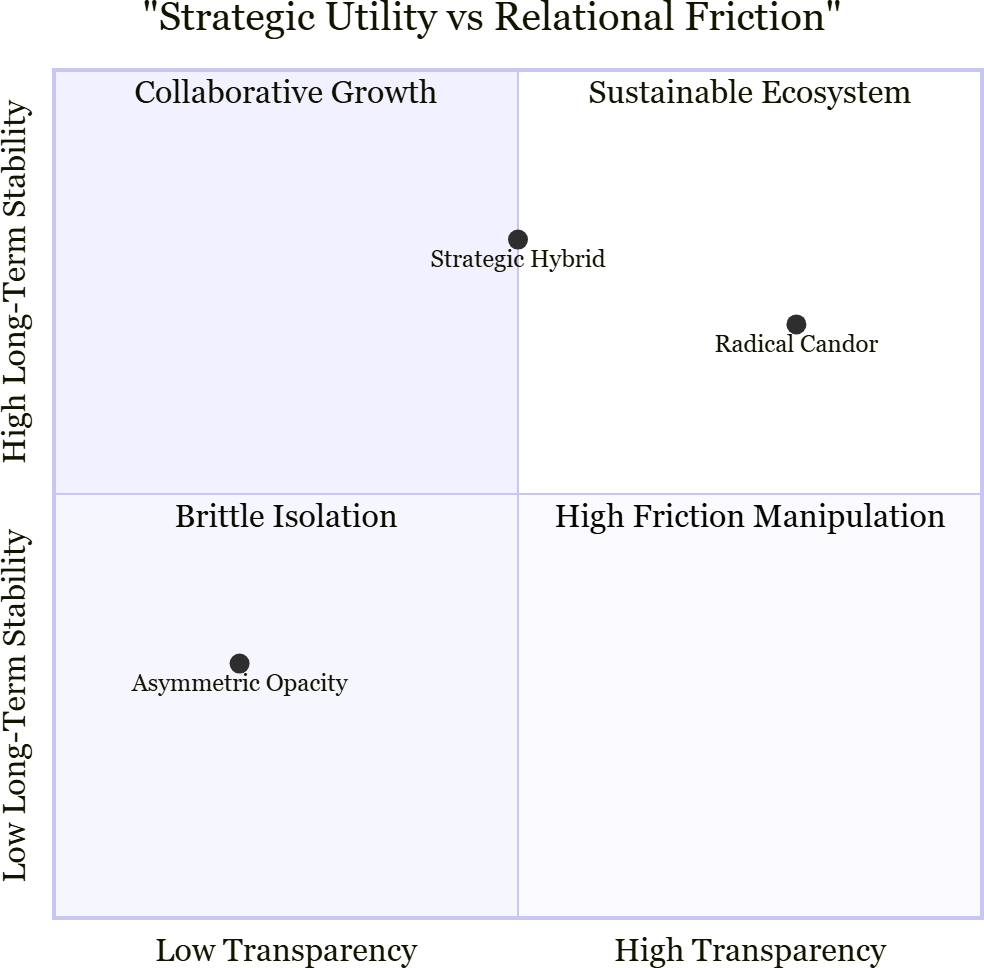 "Strategic Utility vs Relational Friction"
High Long-Term Stability
Low Long-Term Stability
Collaborative Growth
Sustainable Ecosystem
Strategic Hybrid
Radical Candor
Brittle Isolation
High Friction Manipulation
Asymmetric Opacity
Low Transparency
High Transparency